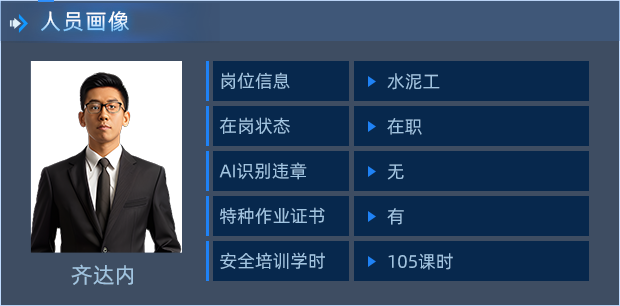 人员画像
岗位信息 水泥工
在岗状态 在职
AI识别违章 无
特种作业证书 有
安全培训学时 105课时
齐达内